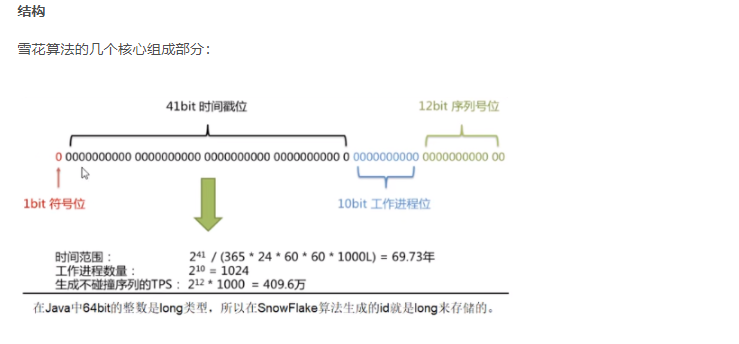 结构
雪花算法的几个核心组成部分：
41bit 时间戳位
12bit 序列号位
0 0000000000 0000000000 0000000000 0000000000 0 0000000000 0000000000 00
1bit 符号位
10bit 工作进程位
时间范围： 2⁴¹ / (365 * 24 * 60 * 60 * 1000L) = 69.73年
工作进程数量： 2¹⁰ = 1024
生成不碰撞序列的TPS： 2¹² * 1000 = 409.6万
在Java中64bit的整数是long类型，所以在SnowFlake算法生成的id就是long来存储的。